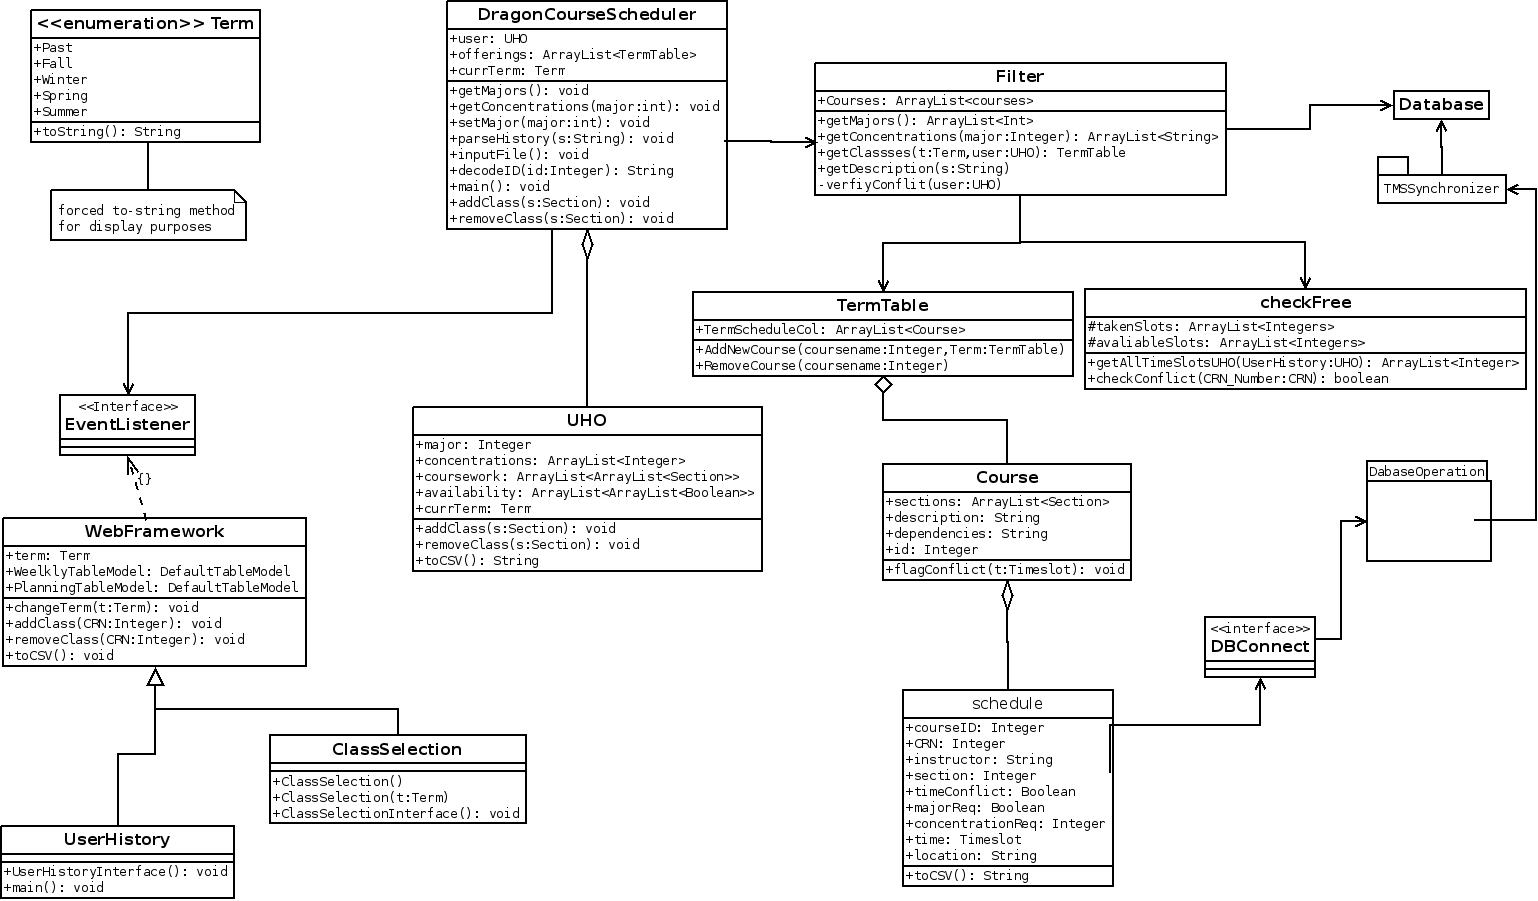 <<enumeration>> Term
+Past
+Fall
+Winter
+Spring
+Summer
+toString(): String
forced to-string method
for display purposes
DragonCourseScheduler
+user: UHO
+offerings: ArrayList<TermTable>
+currTerm: Term
+getMajors(): void
+getConcentrations(major:int): void
+setMajor(major:int): void
+parseHistory(s:String): void
+inputFile(): void
+decodeID(id:Integer): String
+main(): void
+addClass(s:Section): void
+removeClass(s:Section): void
Filter
+Courses: ArrayList<courses>
+getMajors(): ArrayList<Int>
+getConcentrations(major:Integer): ArrayList<String>
+getClassses(t:Term,user:UHO): TermTable
+getDescription(s:String)
-verfiyConflit(user:UHO)
Database
TMSSynchronizer
TermTable
+TermScheduleCol: ArrayList<Course>
+AddNewCourse(coursename:Integer,Term:TermTable)
+RemoveCourse(coursename:Integer)
checkFree
#takenSlots: ArrayList<Integers>
#avaliableSlots: ArrayList<Integers>
+getAllTimeSlotsUHO(UserHistory:UHO): ArrayList<Integer>
+checkConflict(CRN_Number:CRN): boolean
<<Interface>>
EventListener
{}
UHO
+major: Integer
+concentrations: ArrayList<Integer>
+coursework: ArrayList<ArrayList<Section>>
+availability: ArrayList<ArrayList<Boolean>>
+currTerm: Term
+addClass(s:Section): void
+removeClass(s:Section): void
+toCSV(): String
Course
+sections: ArrayList<Section>
+description: String
+dependencies: String
+id: Integer
+flagConflict(t:Timeslot): void
DabaseOperation
WebFramework
+term: Term
+WeelklyTableModel: DefaultTableModel
+PlanningTableModel: DefaultTableModel
+changeTerm(t:Term): void
+addClass(CRN:Integer): void
+removeClass(CRN:Integer): void
+toCSV(): void
<<interface>>
DBConnect
schedule
+courseID: Integer
+CRN: Integer
+instructor: String
+section: Integer
+timeConflict: Boolean
+majorReq: Boolean
+concentrationReq: Integer
+time: Timeslot
+location: String
+toCSV(): String
ClassSelection
+ClassSelection()
+ClassSelection(t:Term)
+ClassSelectionInterface(): void
UserHistory
+UserHistoryInterface(): void
+main(): void